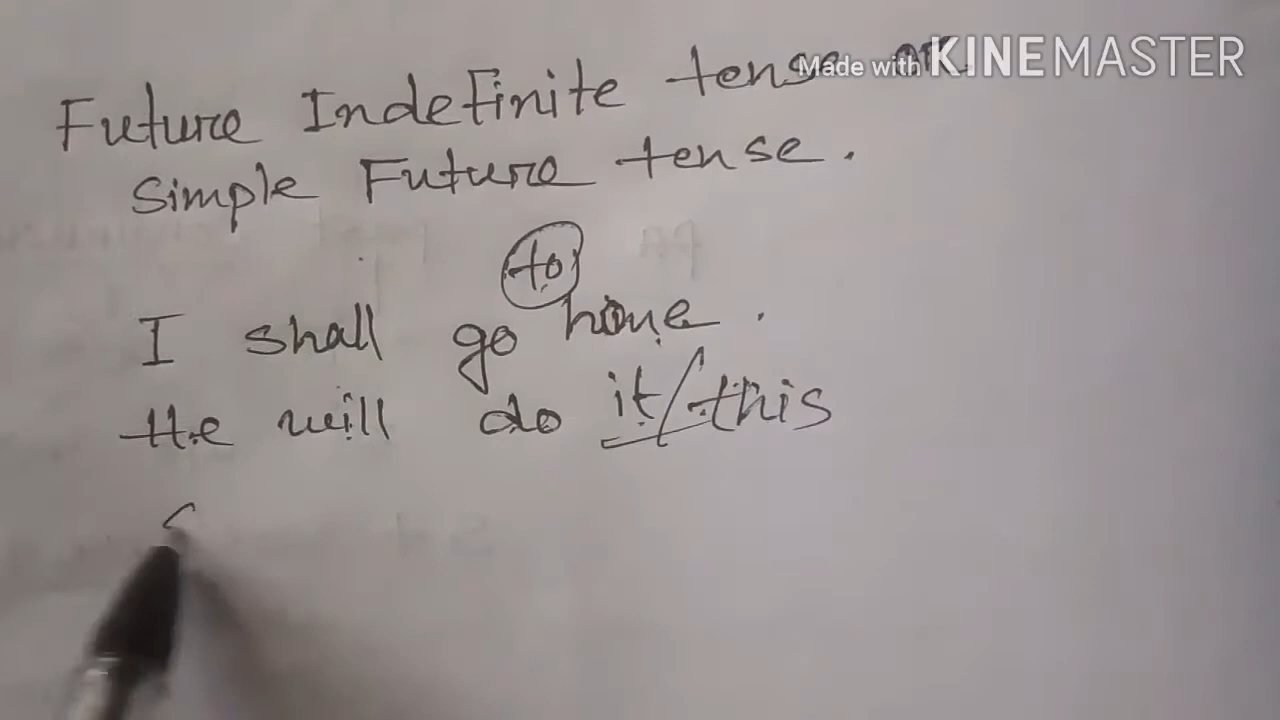 Made with KINEMASTER
Future Indefinite tense or
Simple Future tense.
to
I shall go home.
He will do it/this
S